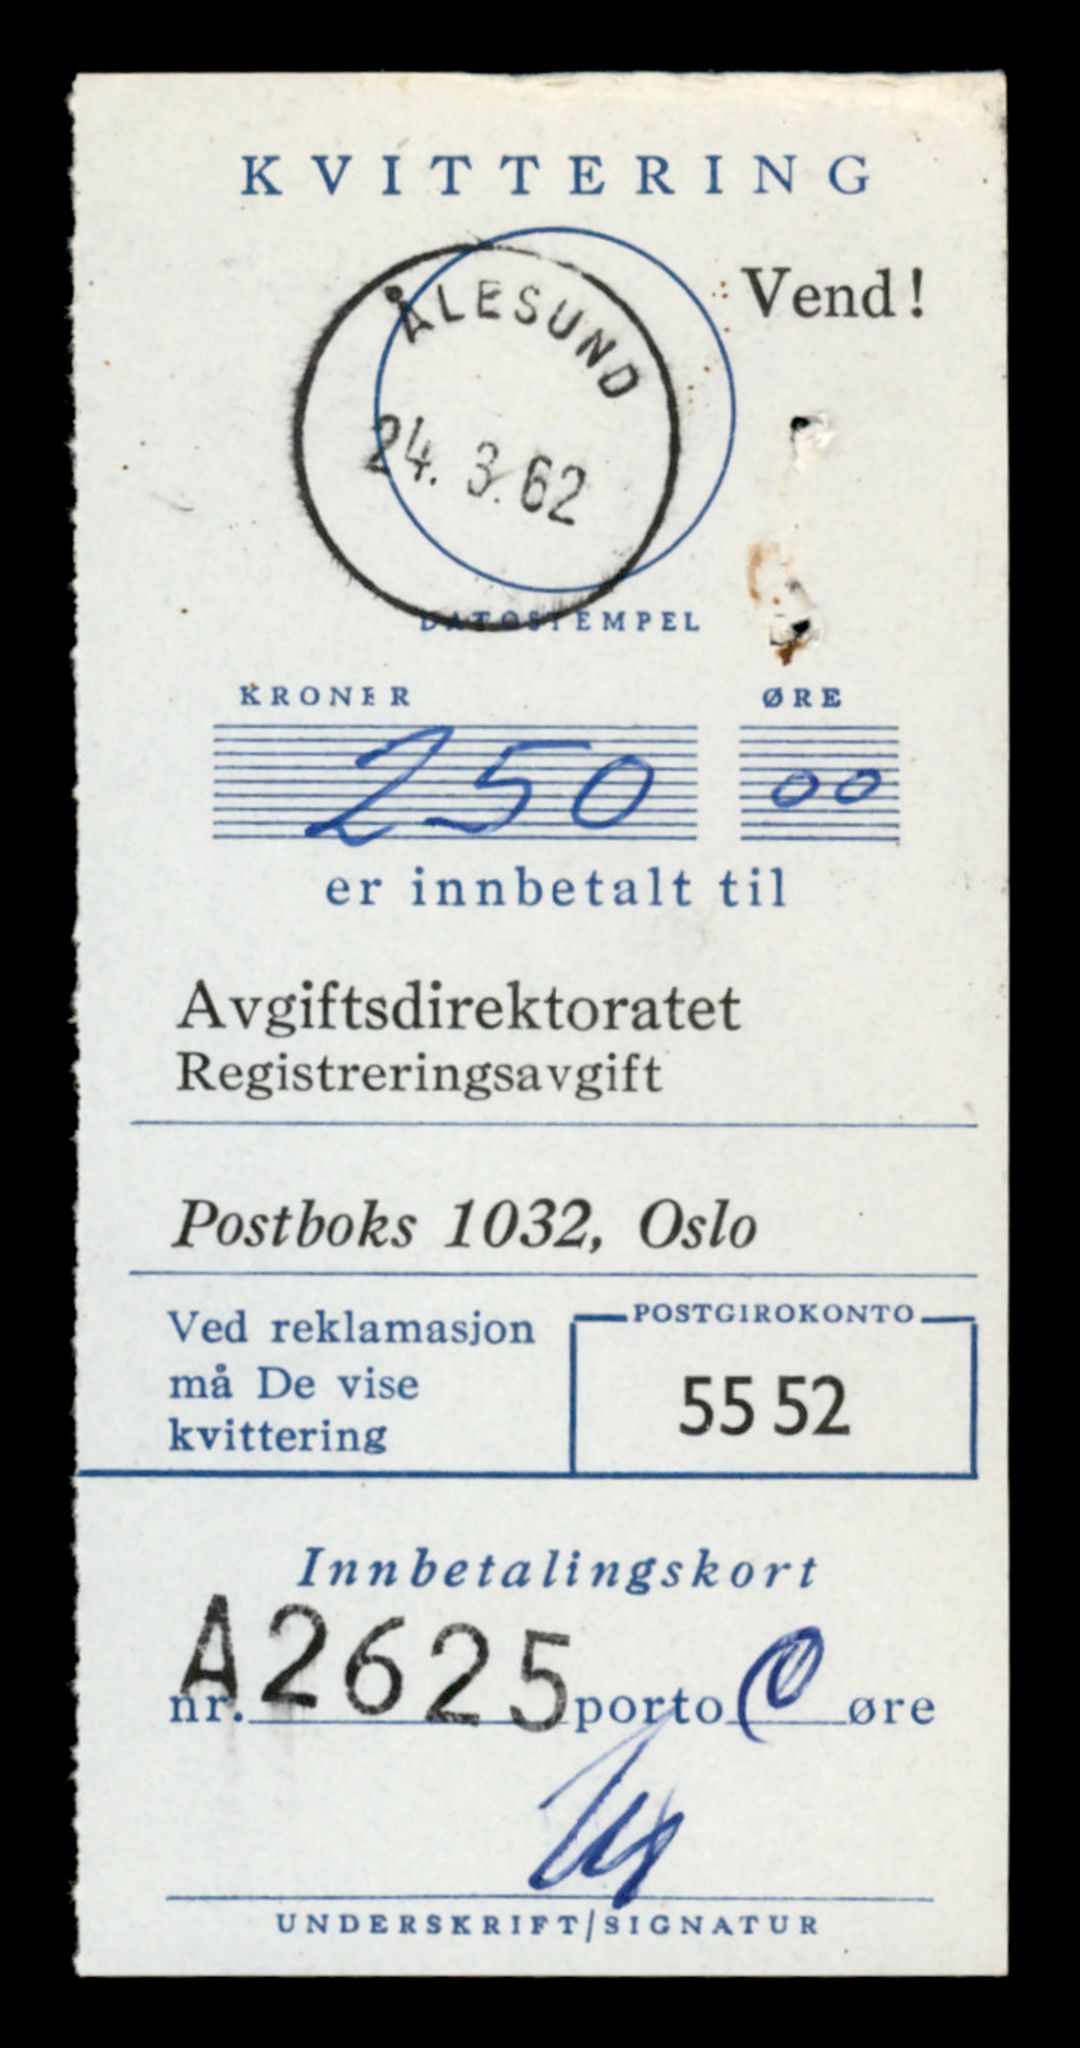 KVITTERING
Vend!
ÅLESUND
24. 3. 62
DATOSTEMPEL
KRONER ØRE
250 00
er innbetalt til
Avgiftsdirektoratet
Registreringsavgift
Postboks 1032, Oslo
Ved reklamasjon
må De vise
kvittering
POSTGIROKONTO
55 52
Innbetalingskort
nr. A2625 porto 0 øre
UNDERSKRIFT/SIGNATUR